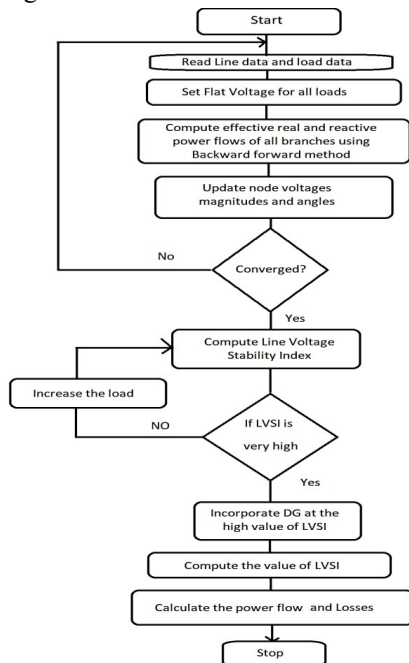 Start
Read Line data and load data
Set Flat Voltage for all loads
Compute effective real and reactive
power flows of all branches using
Backward forward method
Update node voltages
magnitudes and angles
No
Converged?
Yes
Compute Line Voltage
Stability Index
Increase the load
NO
If LVSI is
very high
Yes
Incorporate DG at the
high value of LVSI
Compute the value of LVSI
Calculate the power flow and Losses
Stop